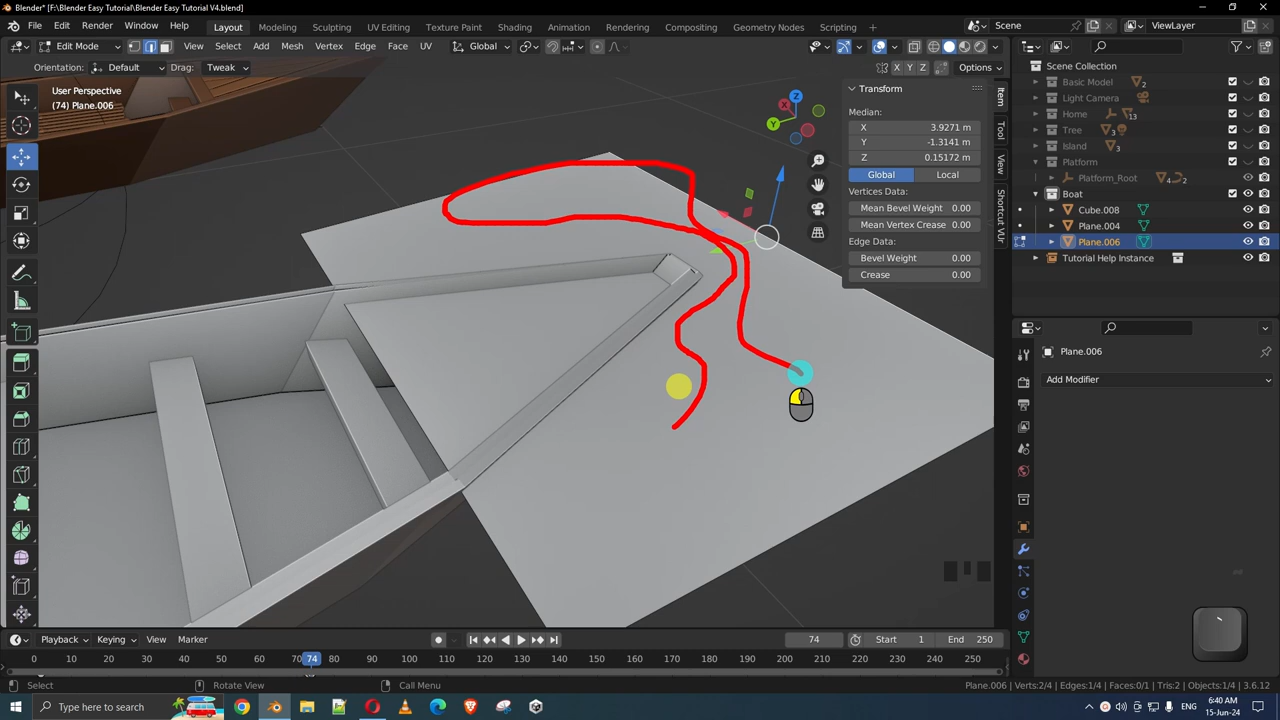 Blender* [F:\Blender Easy Tutorial\Blender Easy Tutorial V4.blend]
File Edit Render Window Help Layout Modeling Sculpting UV Editing Texture Paint Shading Animation Rendering Compositing Geometry Nodes Scripting Scene ViewLayer
Edit Mode View Select Add Mesh Vertex Edge Face UV Global
Orientation: Default Drag: Tweak X Y Z Options
User Perspective
(74) Plane.006
Z
X
Y
Transform
Median:
X 3.9271 m
Y -1.3141 m
Z 0.15172 m
Global Local
Vertices Data:
Mean Bevel Weight 0.00
Mean Vertex Crease 0.00
Edge Data:
Bevel Weight 0.00
Crease 0.00
Item
Tool
View
Shortcut VUr
Scene Collection
Basic Model 2
Light Camera
Home 13
Tree 3
Island 3
Platform
Platform_Root 4 2
Boat
Cube.008
Plane.004
Plane.006
Tutorial Help Instance
Plane.006
Add Modifier
Playback Keying View Marker 74 Start 1 End 250
0 10 20 30 40 50 60 70 74 80 90 100 110 120 130 140 150 160 170 180 190 200 210 220 230 240 250
Select Rotate View Call Menu Plane.006 | Verts:2/4 | Edges:1/4 | Faces:0/1 | Tris:2 | Objects:1/4 | 3.6.12
Type here to search
ENG
6:40 AM
15-Jun-24